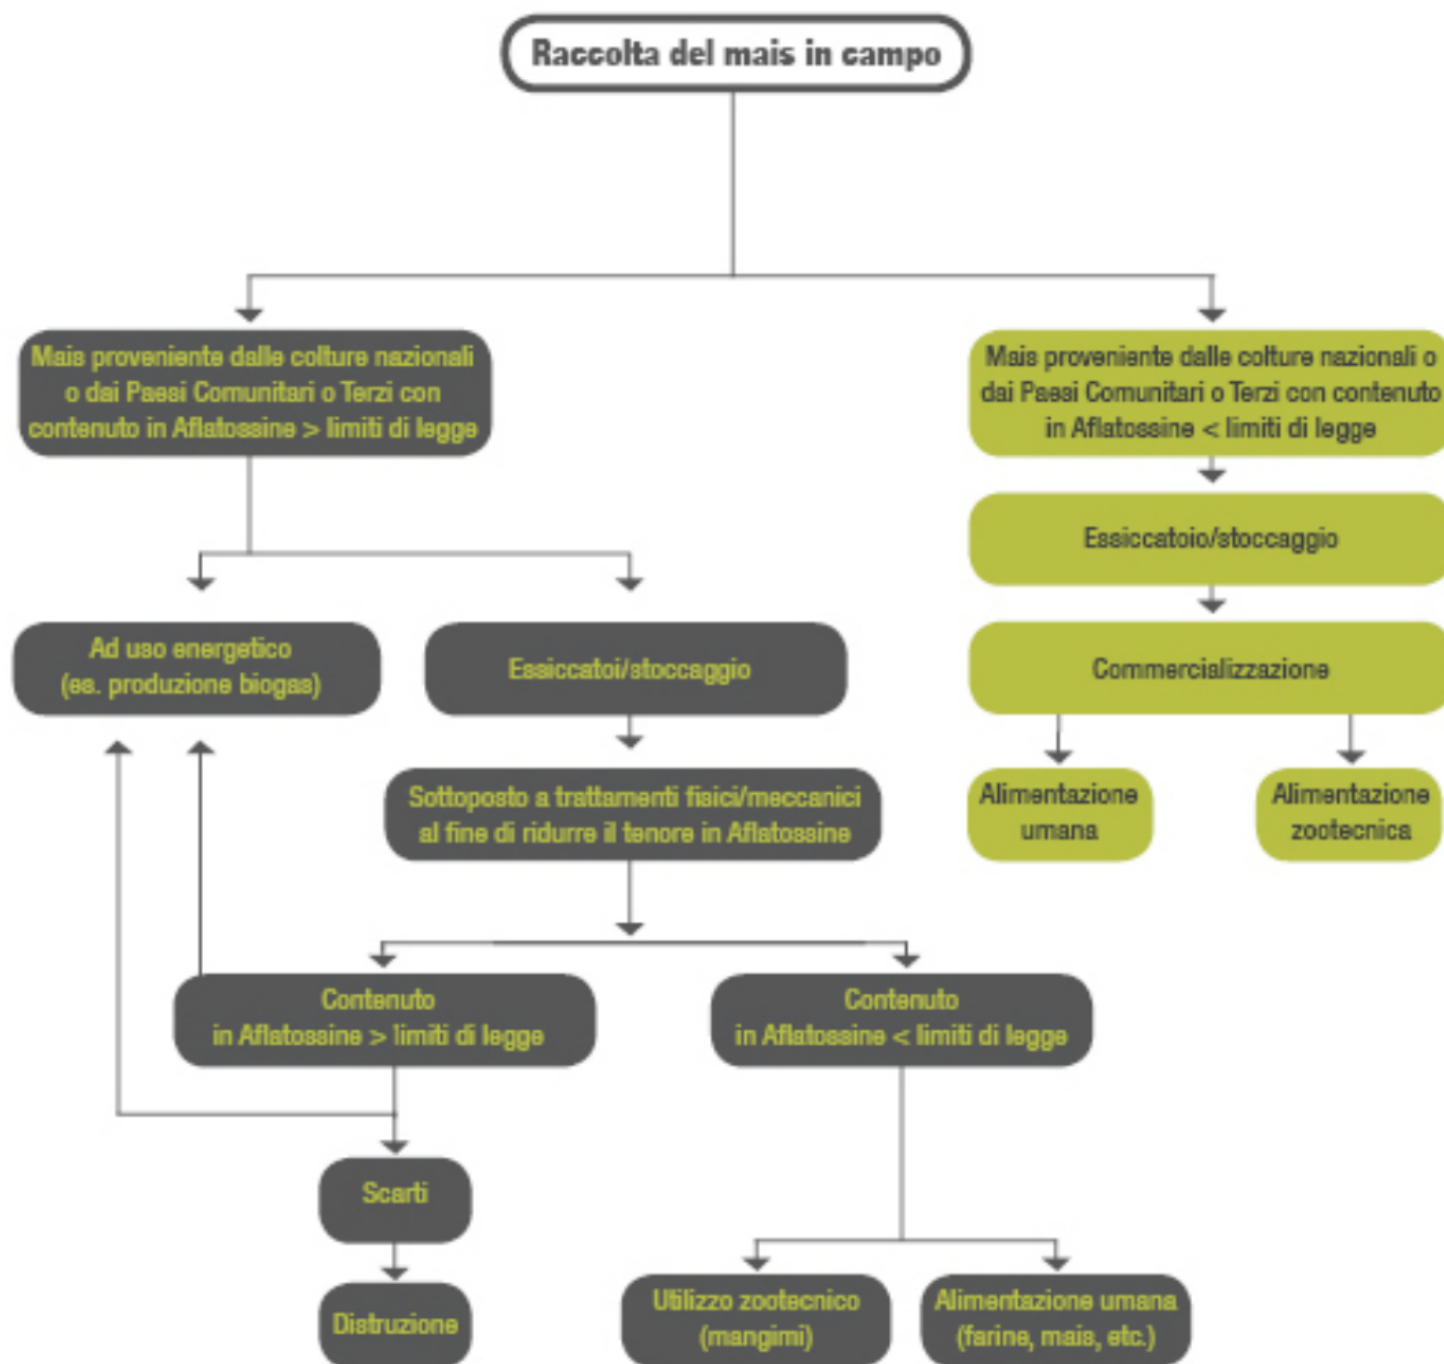 Raccolta del mais in campo
Mais proveniente dalle colture nazionali
o dai Paesi Comunitari o Terzi con
contenuto in Aflatossine > limiti di legge
Mais proveniente dalle colture nazionali o
dai Paesi Comunitari o Terzi con contenuto
in Aflatossine < limiti di legge
Essiccatoio/stoccaggio
Ad uso energetico
(es. produzione biogas)
Essiccatoi/stoccaggio
Commercializzazione
Sottoposto a trattamenti fisici/meccanici
al fine di ridurre il tenore in Aflatossine
Alimentazione
umana
Alimentazione
zootecnica
Contenuto
in Aflatossine > limiti di legge
Contenuto
in Aflatossine < limiti di legge
Scarti
Distruzione
Utilizzo zootecnico
(mangimi)
Alimentazione umana
(farine, mais, etc.)